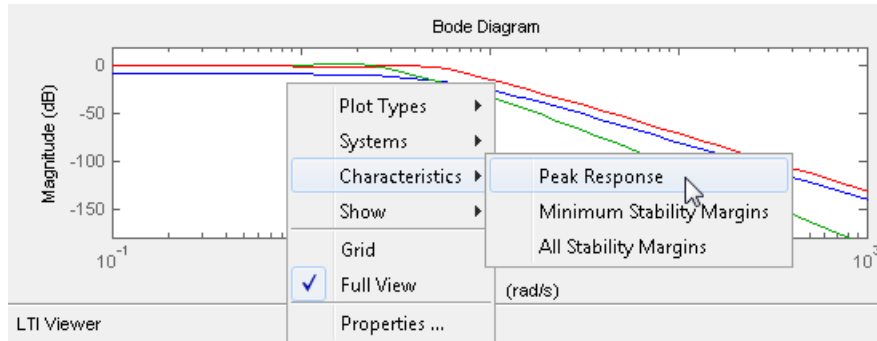 Bode Diagram
Magnitude (dB)
0
-50
-100
-150
10-1
103
(rad/s)
Plot Types
Systems
Characteristics
Show
Grid
Full View
Properties ...
Peak Response
Minimum Stability Margins
All Stability Margins
LTI Viewer